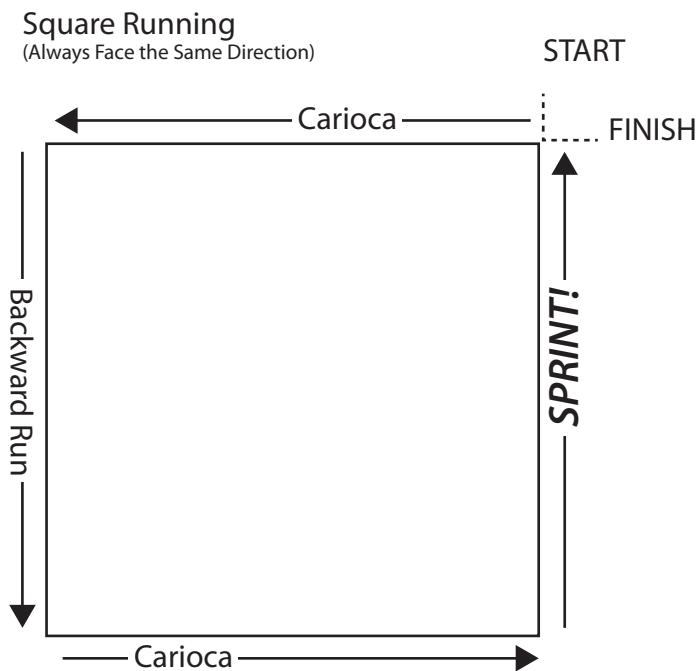 Square Running
(Always Face the Same Direction)
START
Carioca
FINISH
Backward Run
SPRINT!
Carioca